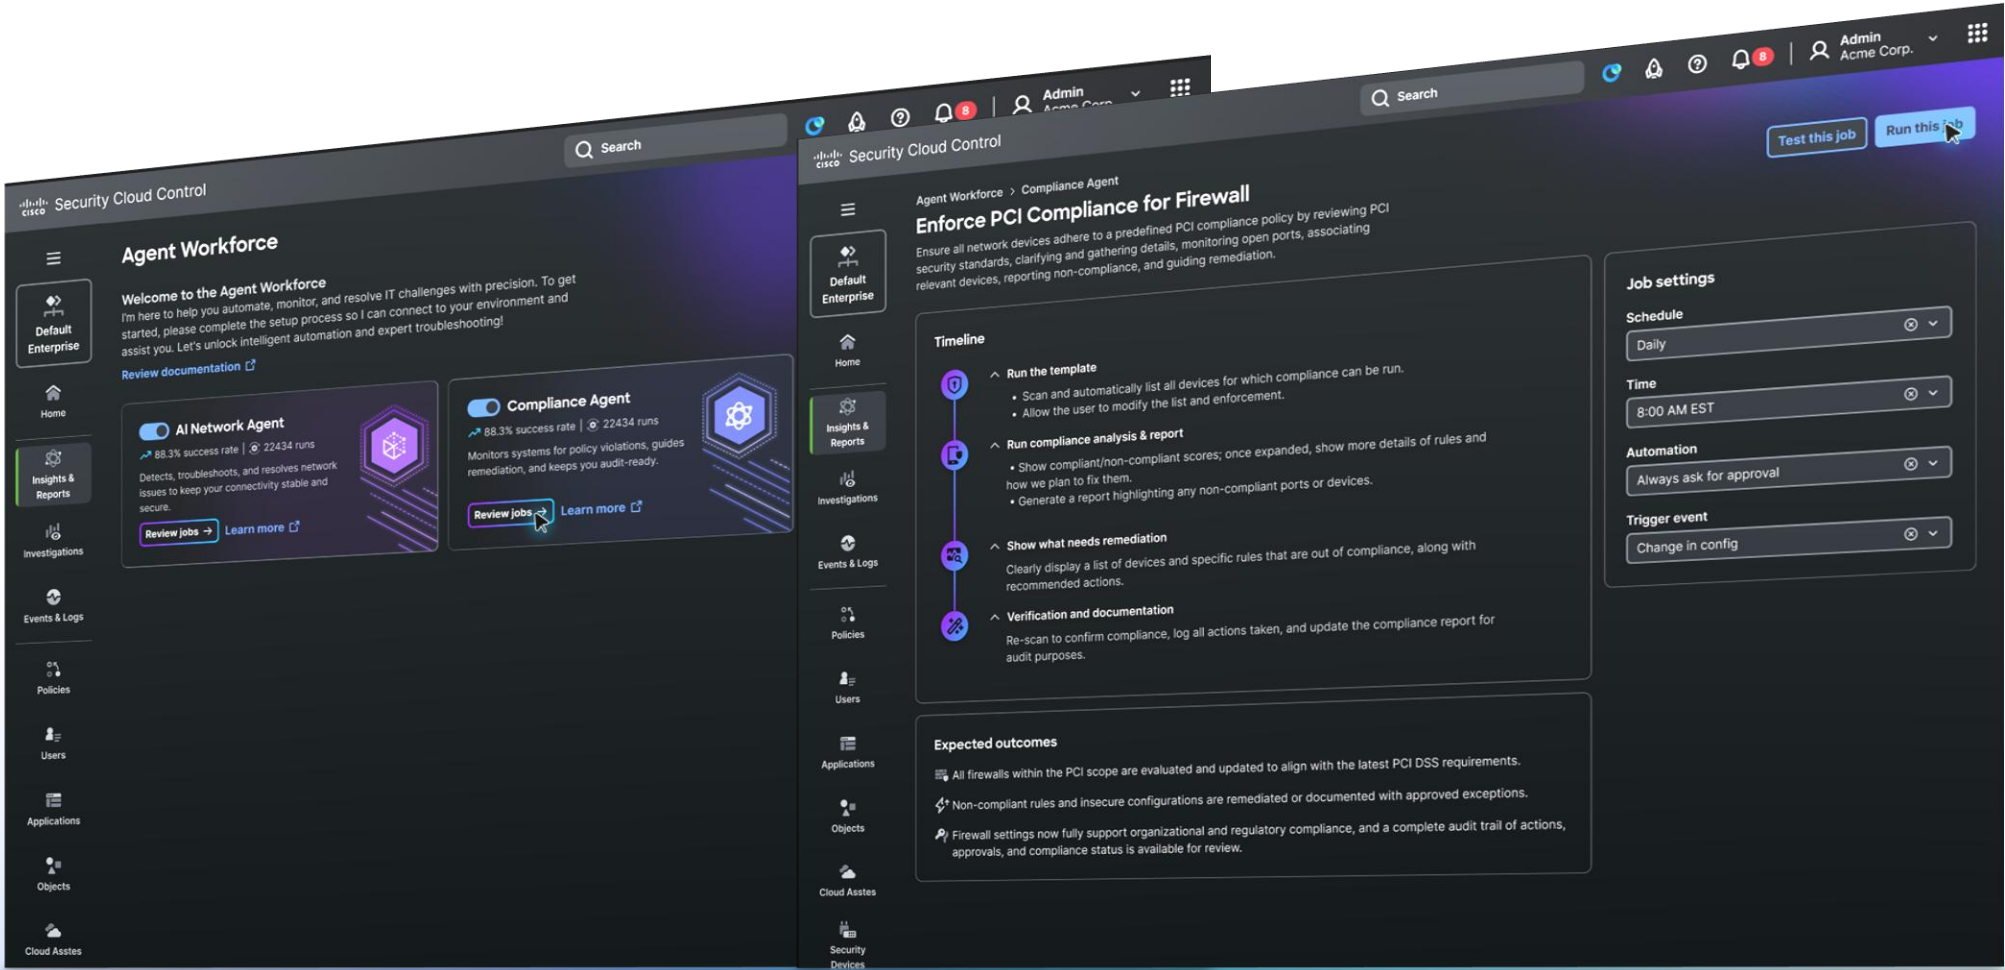 Admin
Acme Corp.
8
Search
cisco Security Cloud Control
Agent Workforce
Welcome to the Agent Workforce
I'm here to help you automate, monitor, and resolve IT challenges with precision. To get
started, please complete the setup process so I can connect to your environment and
assist you. Let's unlock intelligent automation and expert troubleshooting!
Review documentation
Default
Enterprise
Home
Insights &
Reports
Investigations
Events & Logs
Policies
Users
Applications
Objects
Cloud Asstes
AI Network Agent
88.3% success rate | 22434 runs
Detects, troubleshoots, and resolves network
issues to keep your connectivity stable and
secure.
Review jobs → Learn more
Compliance Agent
88.3% success rate | 22434 runs
Monitors systems for policy violations, guides
remediation, and keeps you audit-ready.
Review jobs → Learn more
Admin
Acme Corp.
8
Search
cisco Security Cloud Control
Test this job
Run this job
Agent Workforce > Compliance Agent
Enforce PCI Compliance for Firewall
Ensure all network devices adhere to a predefined PCI compliance policy by reviewing PCI
security standards, clarifying and gathering details, monitoring open ports, associating
relevant devices, reporting non-compliance, and guiding remediation.
Default
Enterprise
Home
Insights &
Reports
Investigations
Events & Logs
Policies
Users
Applications
Objects
Cloud Asstes
Security
Devices
Timeline
Run the template
• Scan and automatically list all devices for which compliance can be run.
• Allow the user to modify the list and enforcement.
Run compliance analysis & report
• Show compliant/non-compliant scores; once expanded, show more details of rules and
how we plan to fix them.
• Generate a report highlighting any non-compliant ports or devices.
Show what needs remediation
Clearly display a list of devices and specific rules that are out of compliance, along with
recommended actions.
Verification and documentation
Re-scan to confirm compliance, log all actions taken, and update the compliance report for
audit purposes.
Expected outcomes
All firewalls within the PCI scope are evaluated and updated to align with the latest PCI DSS requirements.
Non-compliant rules and insecure configurations are remediated or documented with approved exceptions.
Firewall settings now fully support organizational and regulatory compliance, and a complete audit trail of actions,
approvals, and compliance status is available for review.
Job settings
Schedule
Daily
Time
8:00 AM EST
Automation
Always ask for approval
Trigger event
Change in config